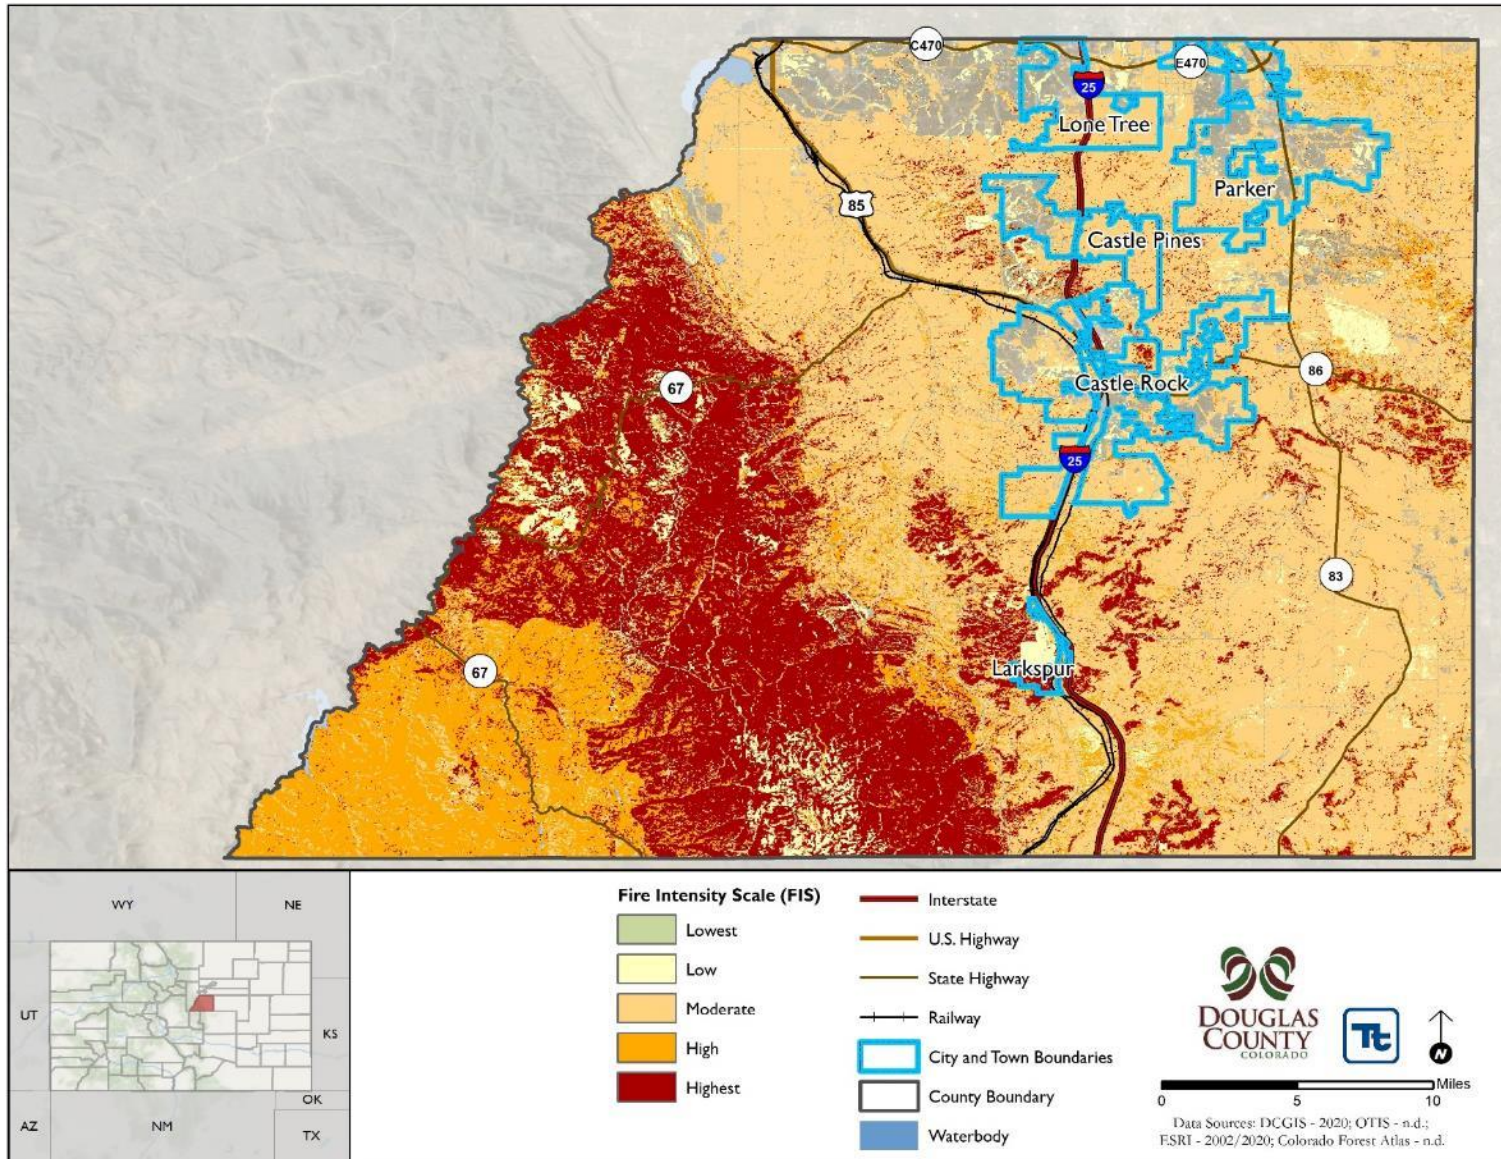 C470
E470
25
Lone Tree
Parker
85
Castle Pines
67
86
Castle Rock
25
83
67
Larkspur
WY
NE
UT
KS
AZ
NM
OK
TX
Fire Intensity Scale (FIS)
Lowest
Low
Moderate
High
Highest
Interstate
U.S. Highway
State Highway
Railway
City and Town Boundaries
County Boundary
Waterbody
DOUGLAS
COUNTY
COLORADO
Tt
N
Miles
0 5 10
Data Sources: DCGIS - 2020; OTIS - n.d.;
ESRI - 2002/2020; Colorado Forest Atlas - n.d.